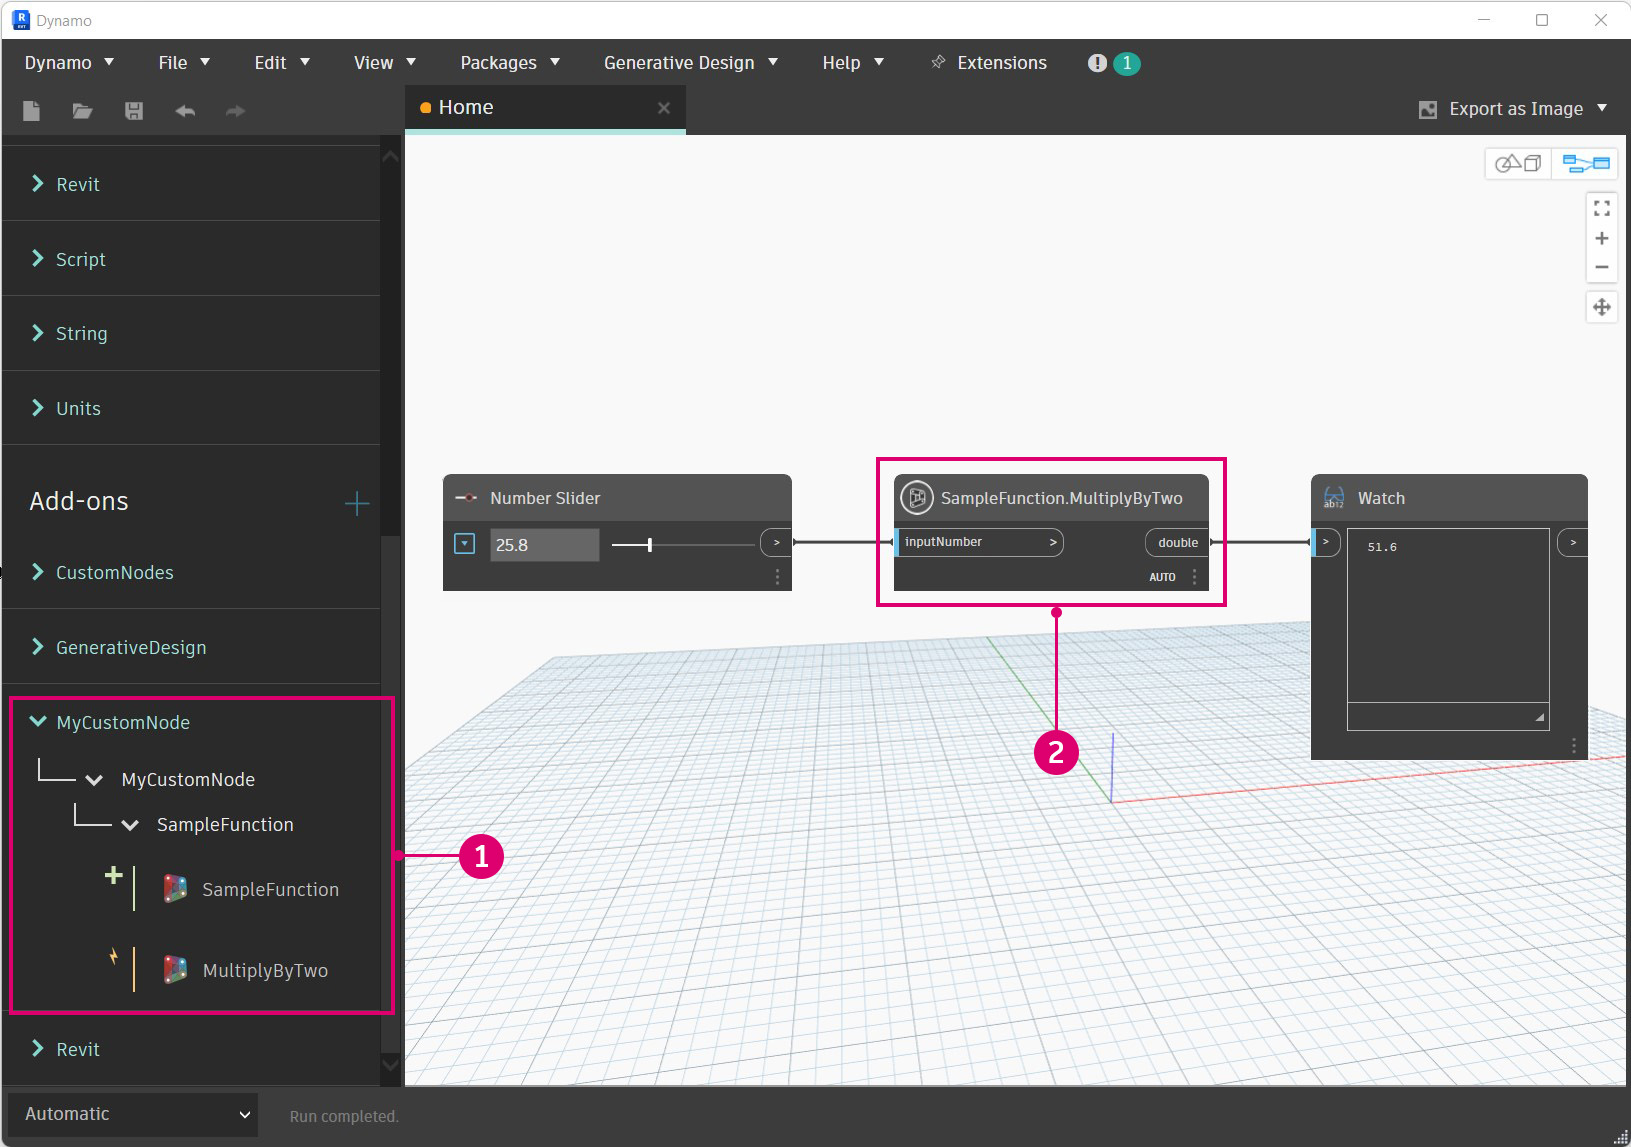 Dynamo
Dynamo File Edit View Packages Generative Design Help Extensions ! 1
Home
Export as Image
Revit
Script
String
Units
Add-ons
CustomNodes
GenerativeDesign
MyCustomNode
MyCustomNode
SampleFunction
SampleFunction
MultiplyByTwo
Revit
1
Number Slider
25.8
>
SampleFunction.MultiplyByTwo
inputNumber >
double
AUTO
2
ab12
Watch
>
51.6
>
Automatic
Run completed.